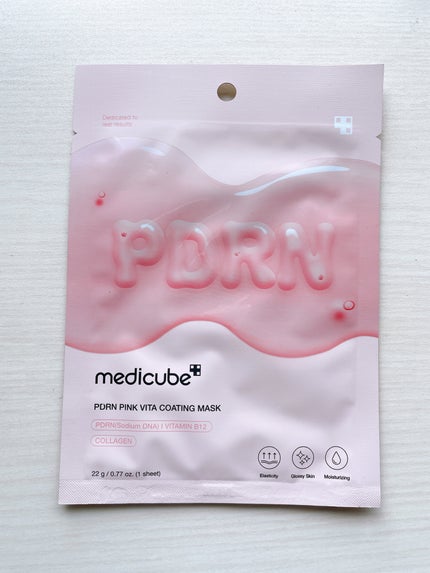 Dedicated to
real results
PDRN
medicube
PDRN PINK VITA COATING MASK
PDRN(Sodium DNA) / VITAMIN B12
COLLAGEN
22 g / 0.77 oz. (1 sheet)
Elasticity
Glossy Skin
Moisturizing